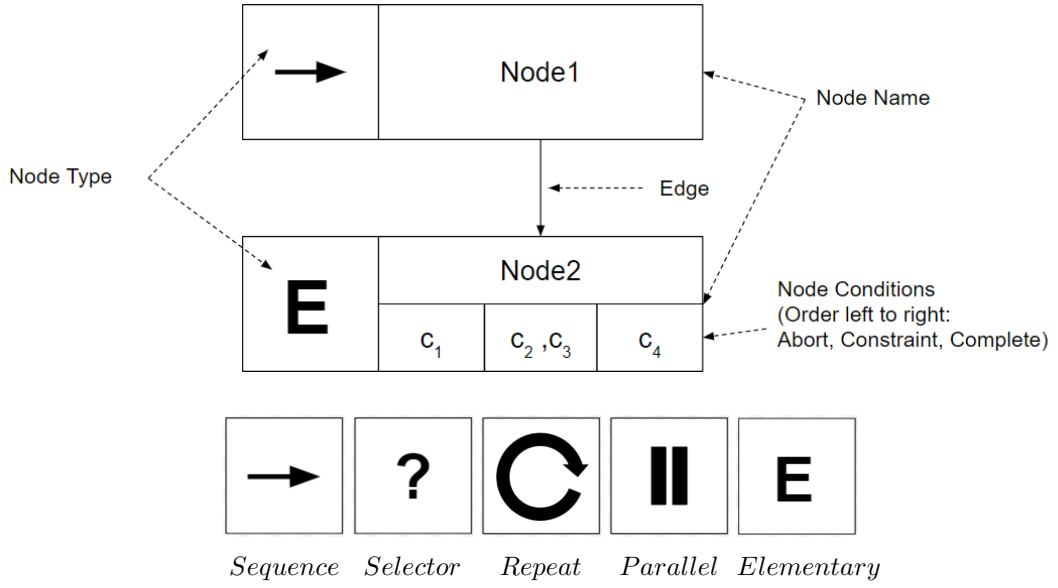 → Node1
Node Name
Node Type
Edge
E Node2
c1 c2 ,c3 c4
Node Conditions
(Order left to right:
Abort, Constraint, Complete)
? E
Sequence Selector Repeat Parallel Elementary